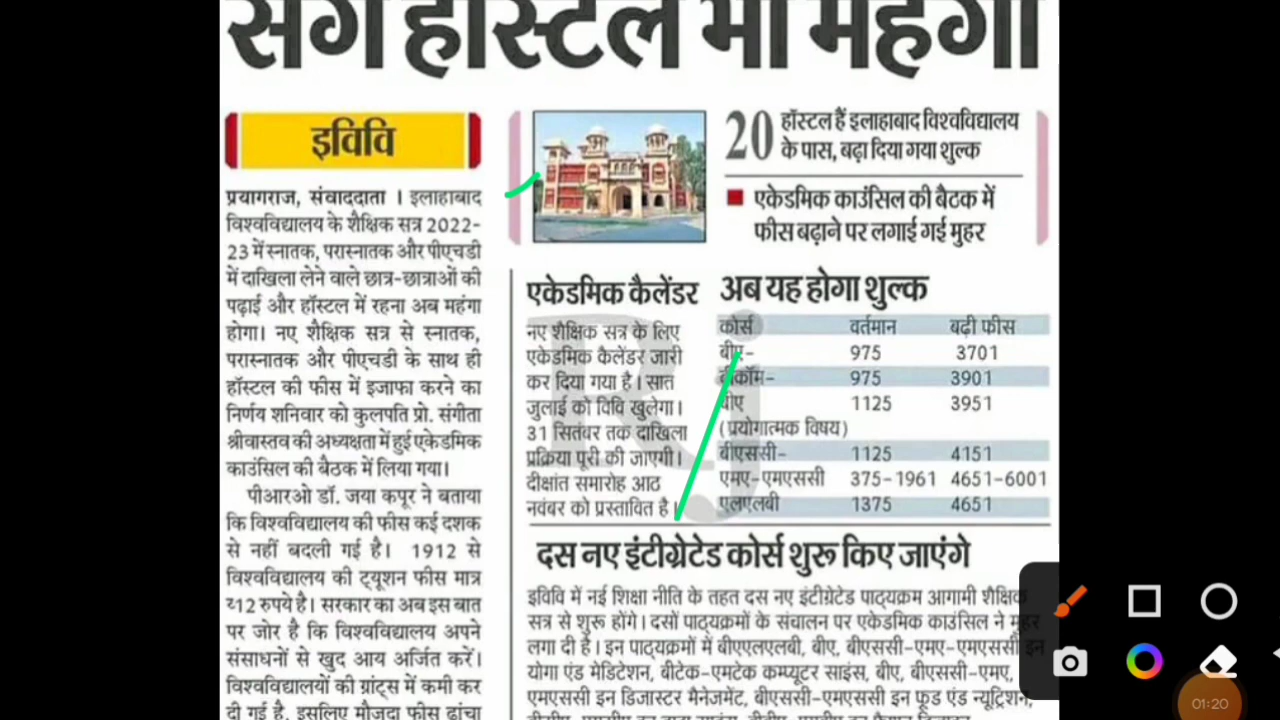 संग हॉस्टल भी महंगा
इविवि
प्रयागराज, संवाददाता । इलाहाबाद
विश्वविद्यालय के शैक्षिक सत्र 2022-
23 में स्नातक, परास्नातक और पीएचडी
में दाखिला लेने वाले छात्र-छात्राओं की
पढ़ाई और हॉस्टल में रहना अब महंगा
होगा। नए शैक्षिक सत्र से स्नातक,
परास्नातक और पीएचडी के साथ ही
हॉस्टल की फीस में इजाफा करने का
निर्णय शनिवार को कुलपति प्रो. संगीता
श्रीवास्तव की अध्यक्षता में हुई एकेडमिक
काउंसिल की बैठक में लिया गया।
पीआरओ डॉ. जया कपूर ने बताया
कि विश्वविद्यालय की फीस कई दशक
से नहीं बदली गई है। 1912 से
विश्वविद्यालय की ट्यूशन फीस मात्र
12 रुपये है। सरकार का अब इस बात
पर जोर है कि विश्वविद्यालय अपने
संसाधनों से खुद आय अर्जित करें।
विश्वविद्यालयों की ग्रांट्स में कमी कर
दी गई है, इसलिए मौजूदा फीस ढांचा
20 हॉस्टल हैं इलाहाबाद विश्वविद्यालय
के पास, बढ़ा दिया गया शुल्क
एकेडमिक काउंसिल की बैठक में
फीस बढ़ाने पर लगाई गई मुहर
एकेडमिक कैलेंडर
नए शैक्षिक सत्र के लिए
एकेडमिक कैलेंडर जारी
कर दिया गया है। सात
जुलाई को विवि खुलेगा।
31 सितंबर तक दाखिला
प्रक्रिया पूरी की जाएगी।
दीक्षांत समारोह आठ
नवंबर को प्रस्तावित है।
अब यह होगा शुल्क
कोर्स वर्तमान बढ़ी फीस
बीए- 975 3701
बीकॉम- 975 3901
बीए 1125 3951
(प्रयोगात्मक विषय)
बीएससी- 1125 4151
एमए-एमएससी 375-1961 4651-6001
एलएलबी 1375 4651
दस नए इंटीग्रेटेड कोर्स शुरू किए जाएंगे
इविवि में नई शिक्षा नीति के तहत दस नए इंटीग्रेटेड पाठ्यक्रम आगामी शैक्षिक
सत्र से शुरू होंगे। दसों पाठ्यक्रमों के संचालन पर एकेडमिक काउंसिल ने मुहर
लगा दी है। इन पाठ्यक्रमों में बीएएलएलबी, बीए, बीएससी-एमए-एमएससी इन
योगा एंड मेडिटेशन, बीटेक-एमटेक कम्प्यूटर साइंस, बीए, बीएससी-एमए,
एमएससी इन डिजास्टर मैनेजमेंट, बीएससी-एमएससी इन फूड एंड न्यूट्रिशन,
01:20